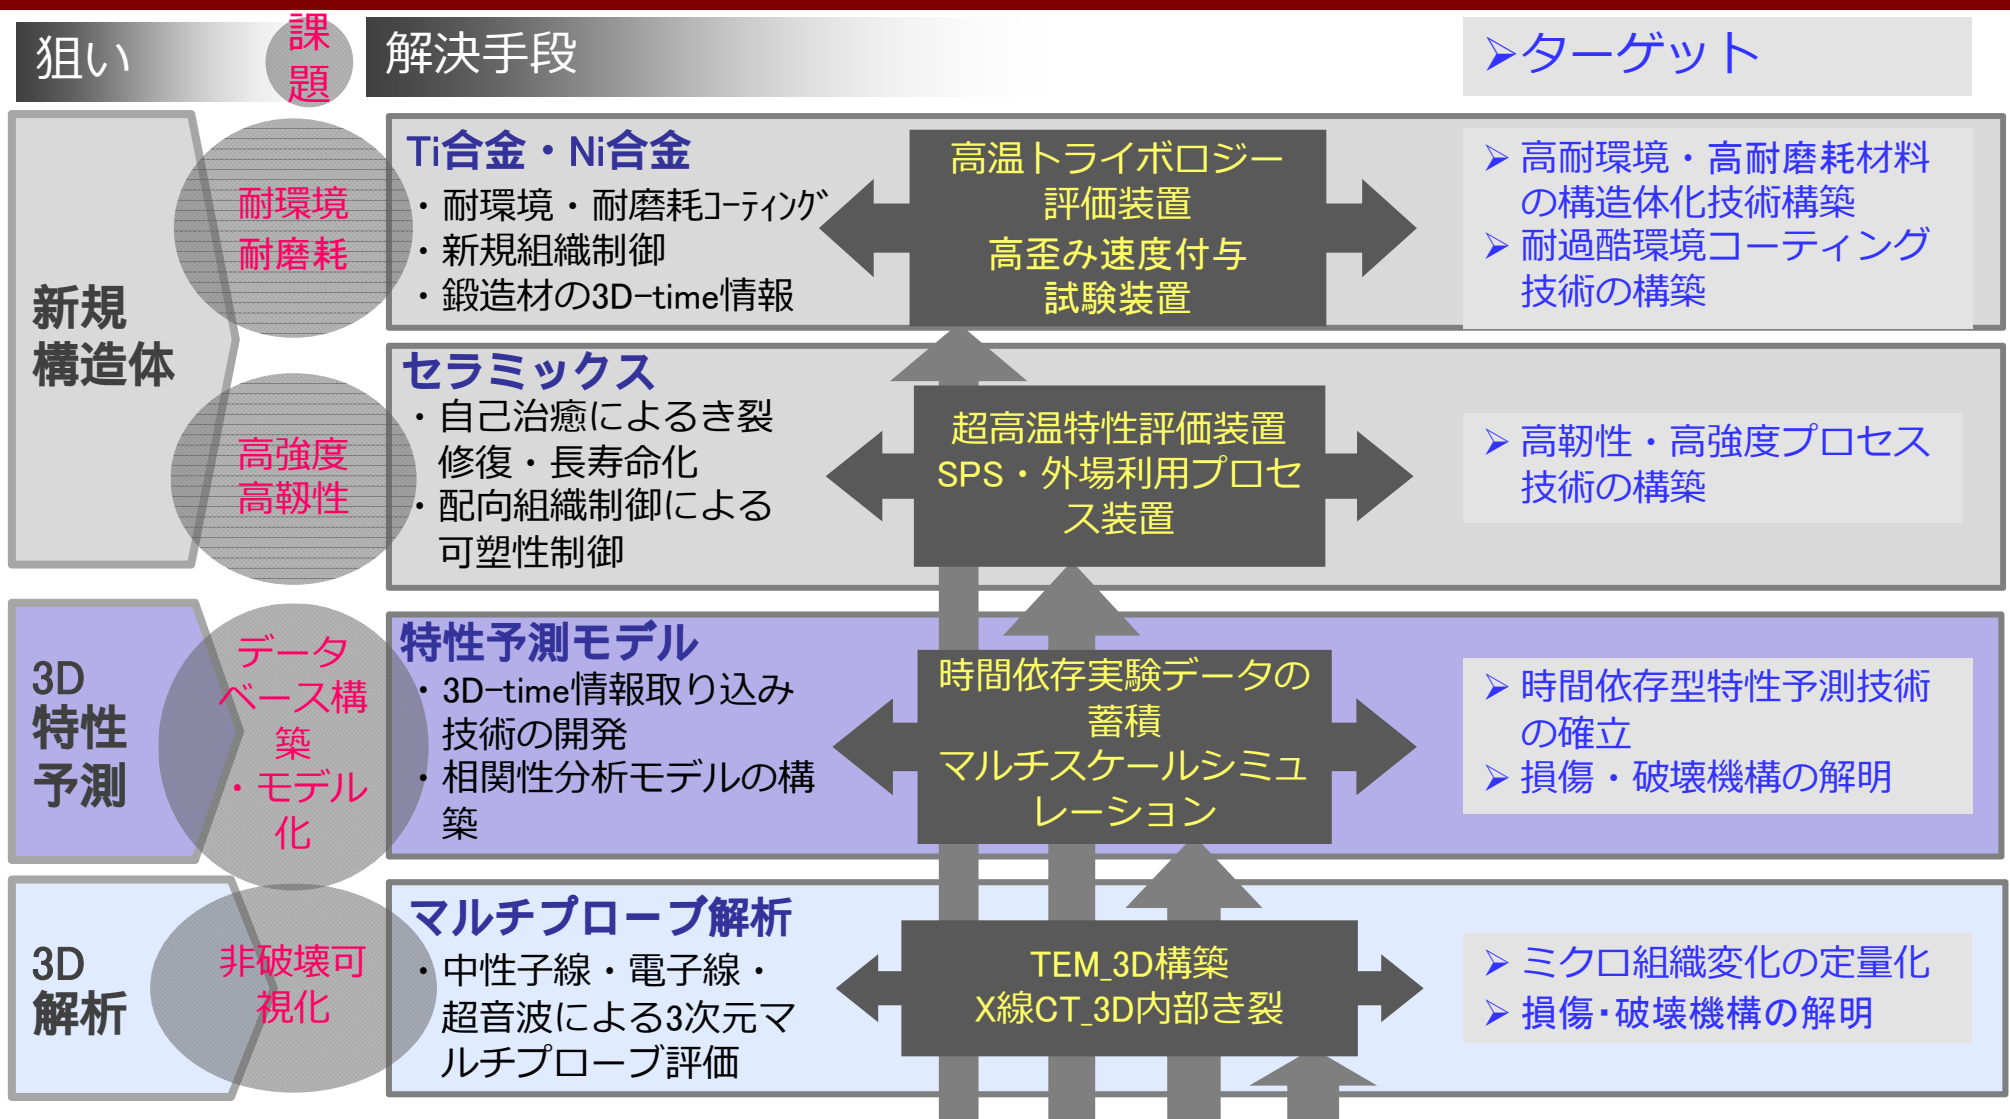 狙い
課
題
解決手段
➢ターゲット
新規
構造体
耐環境
耐磨耗
Ti合金・Ni合金
・耐環境・耐磨耗ｺｰﾃｨﾝｸﾞ
・新規組織制御
・鍛造材の3D-time情報
高温トライボロジー
評価装置
高歪み速度付与
試験装置
➢高耐環境・高耐磨耗材料
の構造体化技術構築
➢耐過酷環境コーティング
技術の構築
高強度
高靱性
セラミックス
・自己治癒によるき裂
修復・長寿命化
・配向組織制御による
可塑性制御
超高温特性評価装置
SPS・外場利用プロセ
ス装置
➢高靭性・高強度プロセス
技術の構築
3D
特性
予測
データ
ベース構
築
・モデル
化
特性予測モデル
・3D-time情報取り込み
技術の開発
・相関性分析モデルの構
築
時間依存実験データの
蓄積
マルチスケールシミュ
レーション
➢時間依存型特性予測技術
の確立
➢損傷・破壊機構の解明
3D
解析
非破壊可
視化
マルチプローブ解析
・中性子線・電子線・
超音波による3次元マ
ルチプローブ評価
TEM_3D構築
X線CT_3D内部き裂
➢ミクロ組織変化の定量化
➢損傷・破壊機構の解明